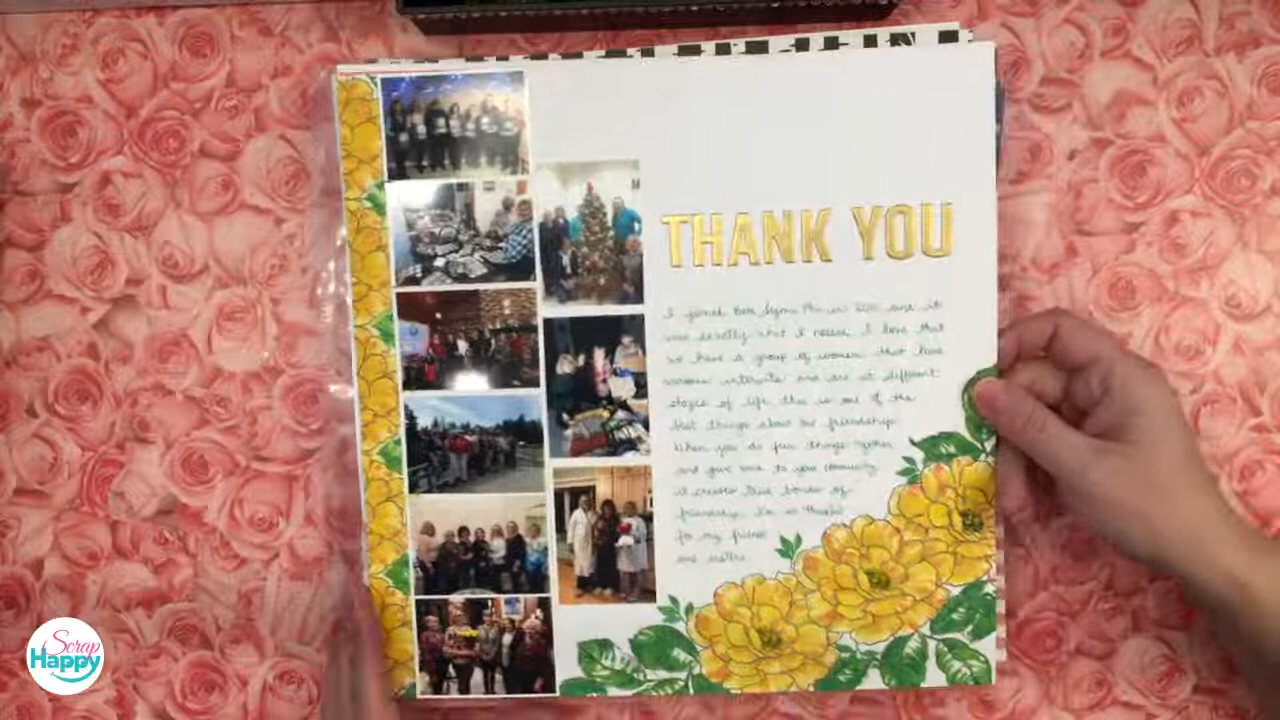 THANK YOU
I joined Beta Sigma Phi in and it
was exactly what I needed. I love that
we have a group of women that have
various interests and are at different
stages of life. this is one of the
best things about our friendship.
When you do fun things together
and give back to your community
it creates true bonds of
friendship. I'm so thankful
for my friends
and sisters.
Scrap
Happy